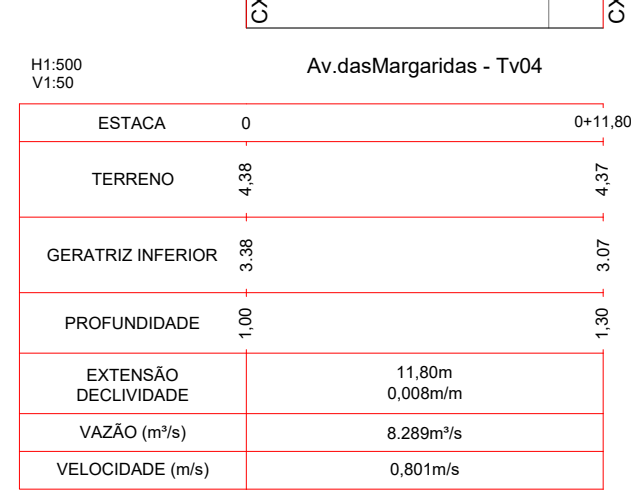 CX
CX
H1:500
V1:50
Av.dasMargaridas - Tv04
ESTACA 0 0+11,80
TERRENO 4,38 4,37
GERATRIZ INFERIOR 3.38 3.07
PROFUNDIDADE 1,00 1,30
EXTENSÃO 11,80m
DECLIVIDADE 0,008m/m
VAZÃO (m³/s) 8.289m³/s
VELOCIDADE (m/s) 0,801m/s